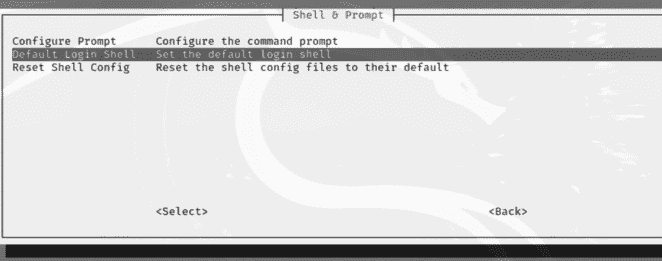 Shell & Prompt
Configure Prompt Configure the command prompt
Default Login Shell Set the default login shell
Reset Shell Config Reset the shell config files to their default
<Select> <Back>